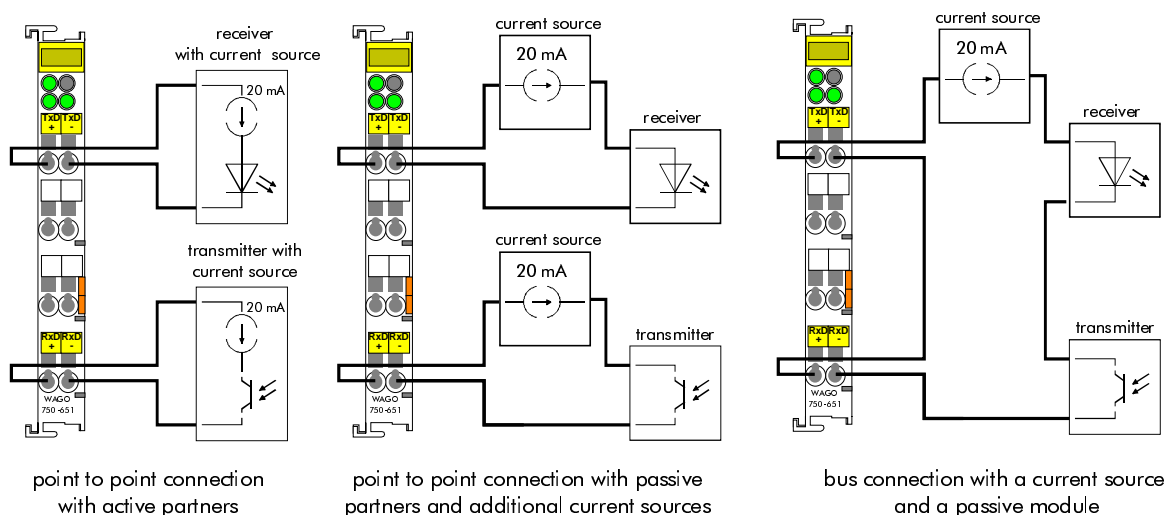 receiver
with current source
120 mA
TxD TxD
+ -
transmitter with
current source
120 mA
RxD RxD
+ -
WAGO
750-651
point to point connection
with active partners
current source
20 mA
receiver
TxD TxD
+ -
current source
20 mA
transmitter
RxD RxD
+ -
WAGO
750-651
point to point connection with passive
partners and additional current sources
current source
20 mA
receiver
TxD TxD
+ -
transmitter
RxD RxD
+ -
WAGO
750-651
bus connection with a current source
and a passive module